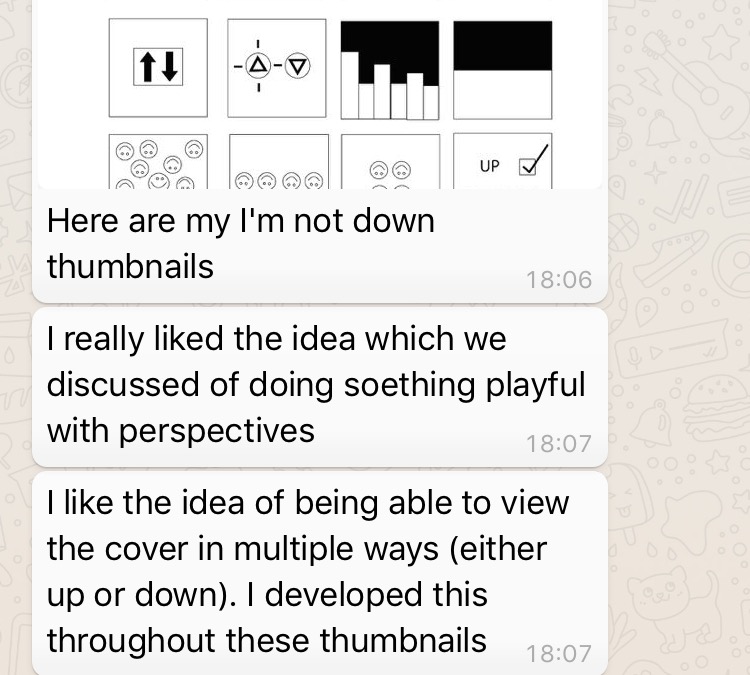 UP
Here are my I'm not down
thumbnails
18:06
I really liked the idea which we
discussed of doing soething playful
with perspectives
18:07
I like the idea of being able to view
the cover in multiple ways (either
up or down). I developed this
throughout these thumbnails
18:07